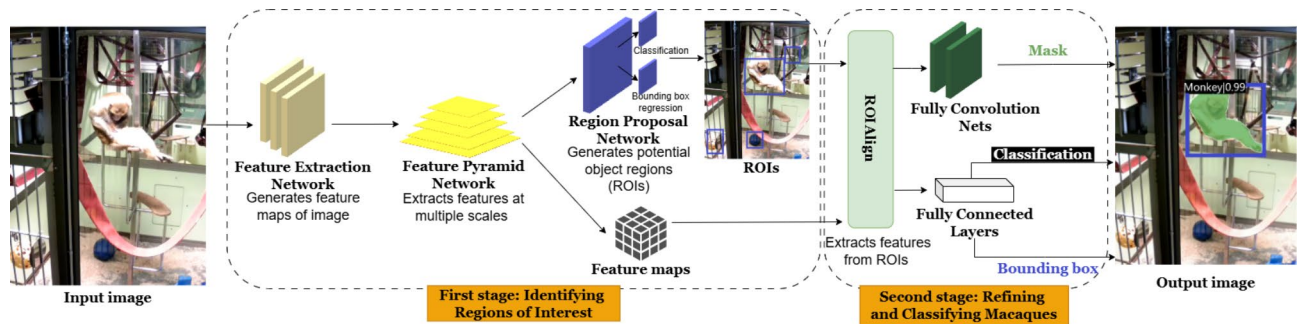 Input image
Feature Extraction
Network
Generates feature
maps of image
Feature Pyramid
Network
Extracts features at
multiple scales
Classification
Bounding box
regression
Region Proposal
Network
Generates potential
object regions
(ROIs)
ROIs
Feature maps
First stage: Identifying
Regions of Interest
ROIAlign
Extracts features
from ROIs
Fully Convolution
Nets
Mask
Classification
Fully Connected
Layers
Bounding box
Second stage: Refining
and Classifying Macaques
Monkey|0.99
Output image